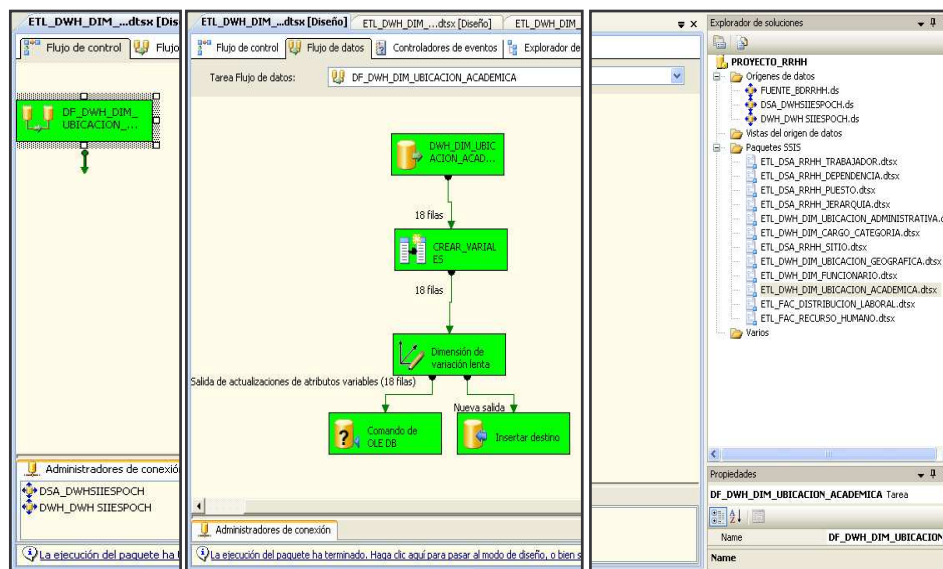 ETL_DWH_DIM_...dtsx [Dis
Flujo de control
Flujo
DF_DWH_DIM_
UBICACION_...
Administradores de conexió
DSA_DWHSIIESPOCH
DWH_DWH SIIESPOCH
La ejecución del paquete ha
ETL_DWH_DIM_...dtsx [Diseño]
ETL_DWH_DIM_...dtsx [Diseño]
ETL_DWH_DIM
Flujo de control
Flujo de datos
Controladores de eventos
Explorador de
Tarea Flujo de datos:
DF_DWH_DIM_UBICACION_ACADEMICA
DWH_DIM_UBIC
ACION_ACAD...
18 filas
CREAR_VARIAL
ES
18 filas
Dimensión de
variación lenta
Salida de actualizaciones de atributos variables (18 filas)
Nueva salida
Comando de
OLE DB
Insertar destino
Administradores de conexión
La ejecución del paquete ha terminado. Haga clic aquí para pasar al modo de diseño, o bien s
Explorador de soluciones
PROYECTO_RRHH
Orígenes de datos
FUENTE_BDRRHH.ds
DSA_DWHSIIESPOCH.ds
DWH_DWH SIIESPOCH.ds
Vistas del origen de datos
Paquetes SSIS
ETL_DSA_RRHH_TRABAJADOR.dtsx
ETL_DSA_RRHH_DEPENDENCIA.dtsx
ETL_DSA_RRHH_PUESTO.dtsx
ETL_DSA_RRHH_JERARQUIA.dtsx
ETL_DWH_DIM_UBICACION_ADMINISTRATIVA.d
ETL_DWH_DIM_CARGO_CATEGORIA.dtsx
ETL_DSA_RRHH_SITIO.dtsx
ETL_DWH_DIM_UBICACION_GEOGRAFICA.dtsx
ETL_DWH_DIM_FUNCIONARIO.dtsx
ETL_DWH_DIM_UBICACION_ACADEMICA.dtsx
ETL_FAC_DISTRIBUCION_LABORAL.dtsx
ETL_FAC_RECURSO_HUMANO.dtsx
Varios
Propiedades
DF_DWH_DIM_UBICACION_ACADEMICA Tarea
Name
DF_DWH_DIM_UBICACION
Name